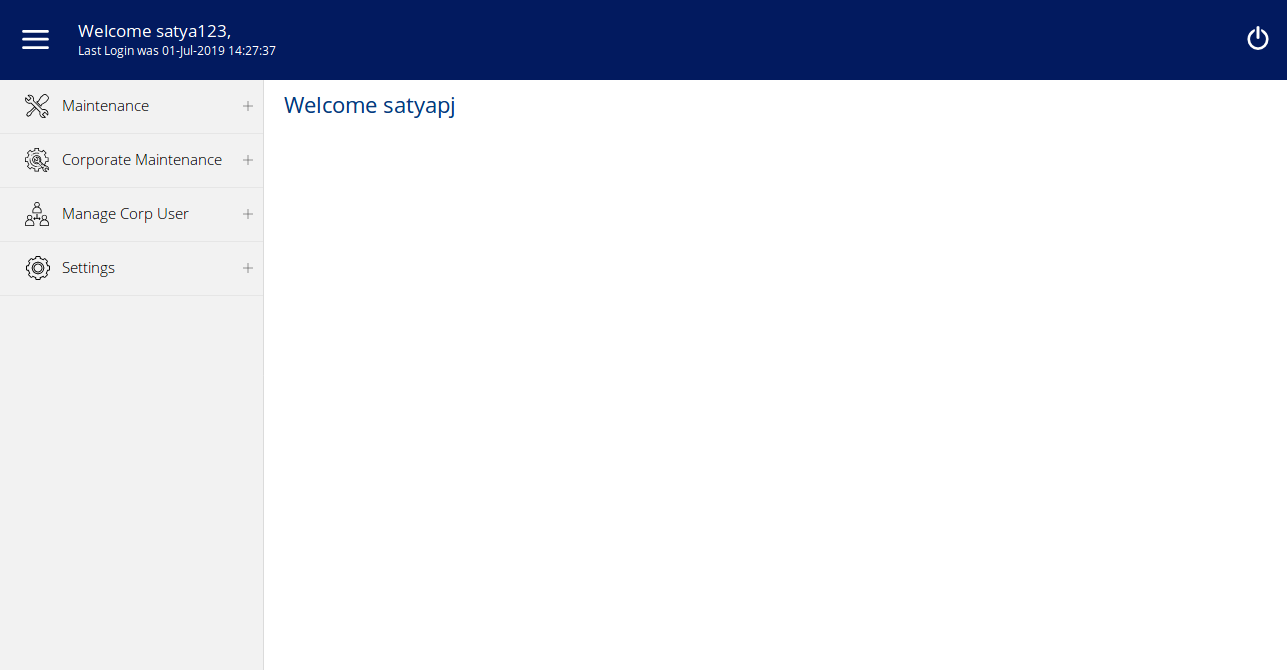 Welcome satya123,
Last Login was 01-Jul-2019 14:27:37
Maintenance
Corporate Maintenance
Manage Corp User
Settings
Welcome satyapj